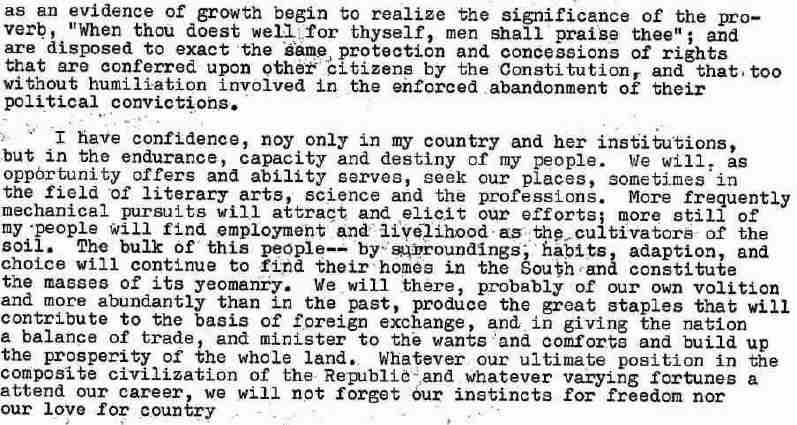 as an evidence of growth begin to realize the significance of the pro-
verb, "When thou doest well for thyself, men shall praise thee"; and
are disposed to exact the same protection and concessions of rights
that are conferred upon other citizens by the Constitution, and that too
without humiliation involved in the enforced abandonment of their
political convictions.
I have confidence, noy only in my country and her institutions,
but in the endurance, capacity and destiny of my people. We will, as
opportunity offers and ability serves, seek our places, sometimes in
the field of literary arts, science and the professions. More frequently
mechanical pursuits will attract and elicit our efforts; more still of
my people will find employment and livelihood as the cultivators of the
soil. The bulk of this people-- by surroundings, habits, adaption, and
choice will continue to find their homes in the South and constitute
the masses of its yeomanry. We will there, probably of our own volition
and more abundantly than in the past, produce the great staples that will
contribute to the basis of foreign exchange, and in giving the nation
a balance of trade, and minister to the wants and comforts and build up
the prosperity of the whole land. Whatever our ultimate position in the
composite civilization of the Republic and whatever varying fortunes a
attend our career, we will not forget our instincts for freedom nor
our love for country